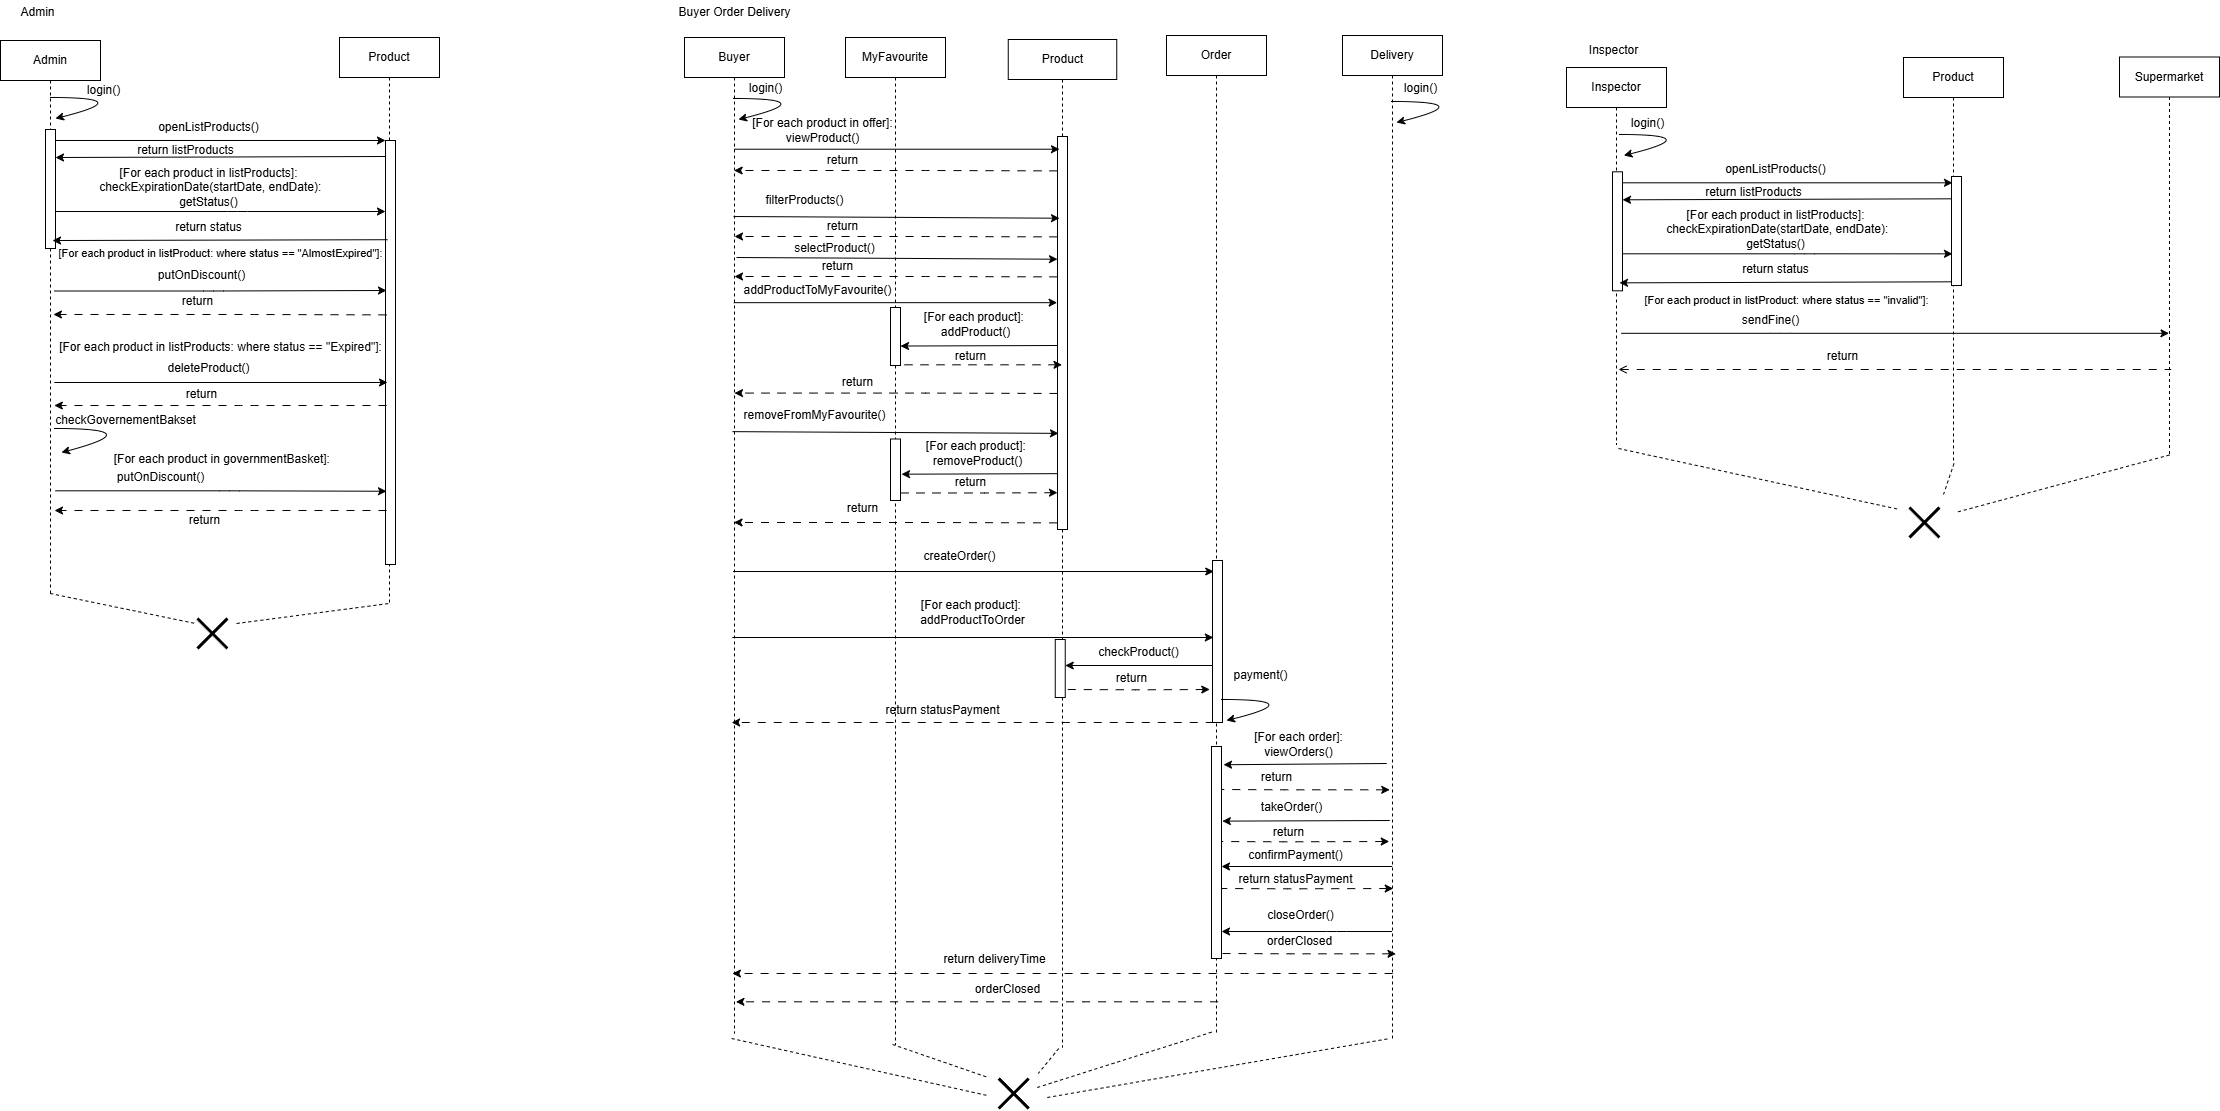 Admin
Admin
Product
login()
openListProducts()
return listProducts
[For each product in listProducts]:
checkExpirationDate(startDate, endDate):
getStatus()
return status
[For each product in listProduct: where status == "AlmostExpired"]:
putOnDiscount()
return
[For each product in listProducts: where status == "Expired"]:
deleteProduct()
return
checkGovernementBakset
[For each product in governmentBasket]:
putOnDiscount()
return
Buyer Order Delivery
Buyer
MyFavourite
Product
Order
Delivery
login()
login()
[For each product in offer]:
viewProduct()
return
filterProducts()
return
selectProduct()
return
addProductToMyFavourite()
[For each product]:
addProduct()
return
return
removeFromMyFavourite()
[For each product]:
removeProduct()
return
return
createOrder()
[For each product]:
addProductToOrder
checkProduct()
return
payment()
return statusPayment
[For each order]:
viewOrders()
return
takeOrder()
return
confirmPayment()
return statusPayment
closeOrder()
orderClosed
return deliveryTime
orderClosed
Inspector
Inspector
Product
Supermarket
login()
openListProducts()
return listProducts
[For each product in listProducts]:
checkExpirationDate(startDate, endDate):
getStatus()
return status
[For each product in listProduct: where status == "invalid"]:
sendFine()
return